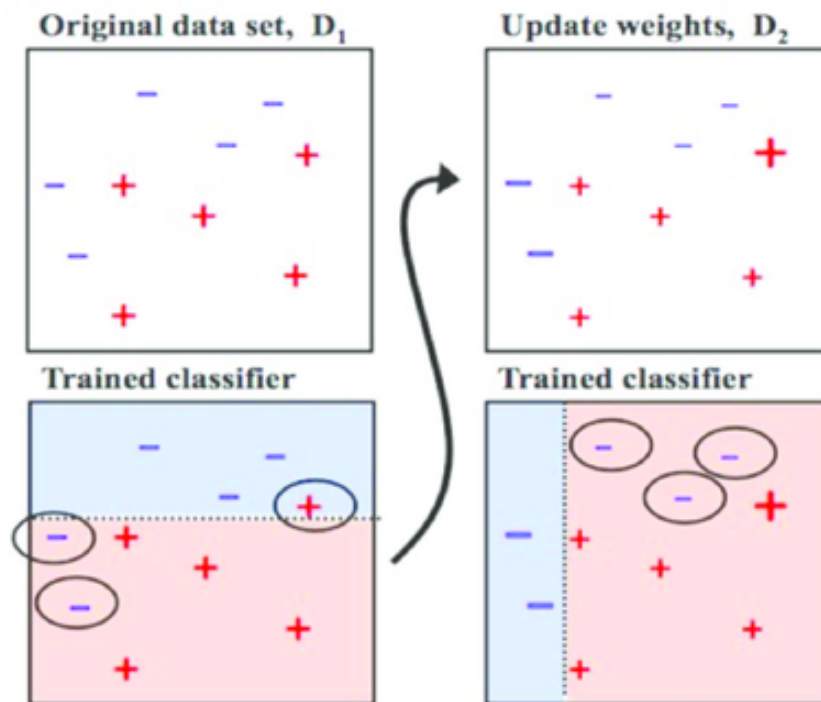 Original data set, D₁
Update weights, D₂
Trained classifier
Trained classifier